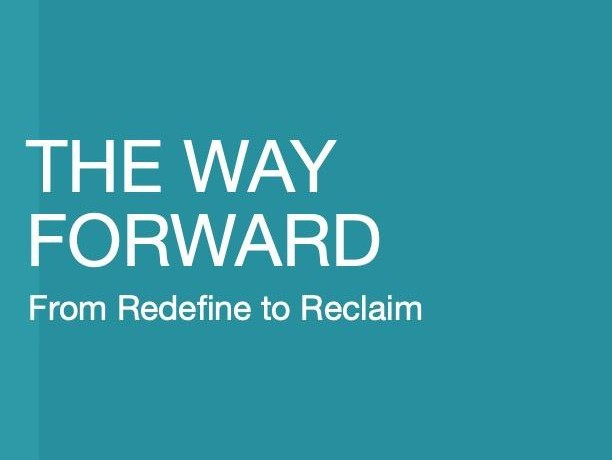 THE WAY
FORWARD
From Redefine to Reclaim